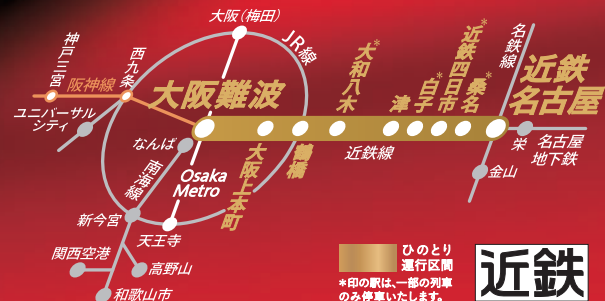 大阪（梅田）
JR線
神戸三宮
西九条
阪神線
ユニバーサル
シティ
大阪難波
なんば
南海線
Osaka
Metro
新今宮
天王寺
関西空港
高野山
和歌山市
大阪上本町
鶴橋
近鉄線
*大和八木
津
*白子
*近鉄四日市
*桑名
名鉄線
近鉄
名古屋
栄
名古屋
地下鉄
金山
ひのとり
運行区間
*印の駅は、一部の列車
のみ停車いたします。
近鉄